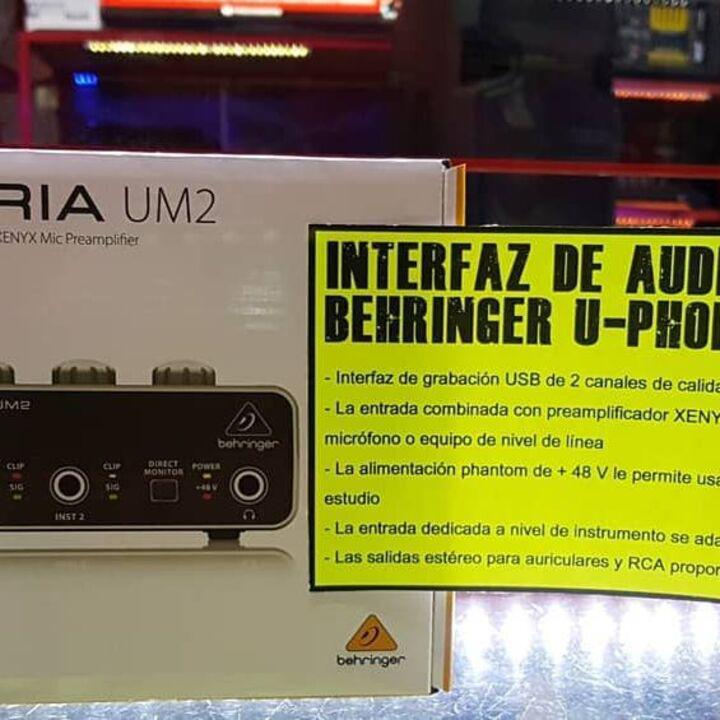 RIA UM2
XENYX Mic Preamplifier
UM2
behringer
CLIP
SIG
CLIP
SIG
DIRECT
MONITOR
POWER
+48 V
INST 2
behringer
INTERFAZ DE AUDI
BEHRINGER U-PHO
- Interfaz de grabación USB de 2 canales de calida
- La entrada combinada con preamplificador XENY
micrófono o equipo de nivel de línea
- La alimentación phantom de + 48 V le permite usa
estudio
- La entrada dedicada a nivel de instrumento se ada
- Las salidas estéreo para auriculares y RCA propor